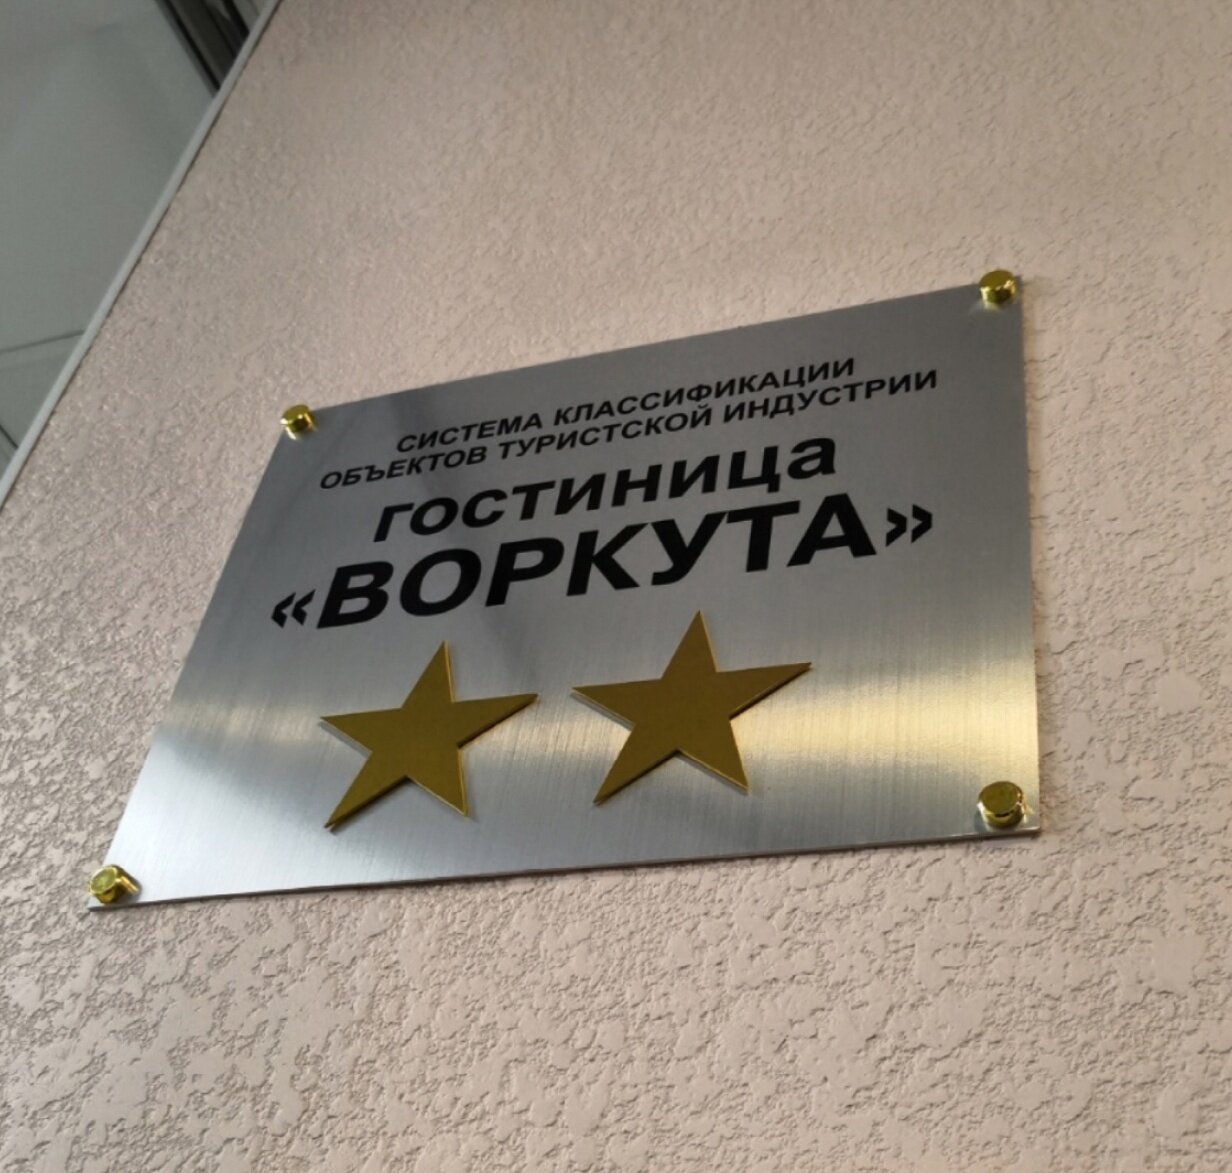 СИСТЕМА КЛАССИФИКАЦИИ
ОБЪЕКТОВ ТУРИСТСКОЙ ИНДУСТРИИ
ГОСТИНИЦа
«ВОРКУТА»